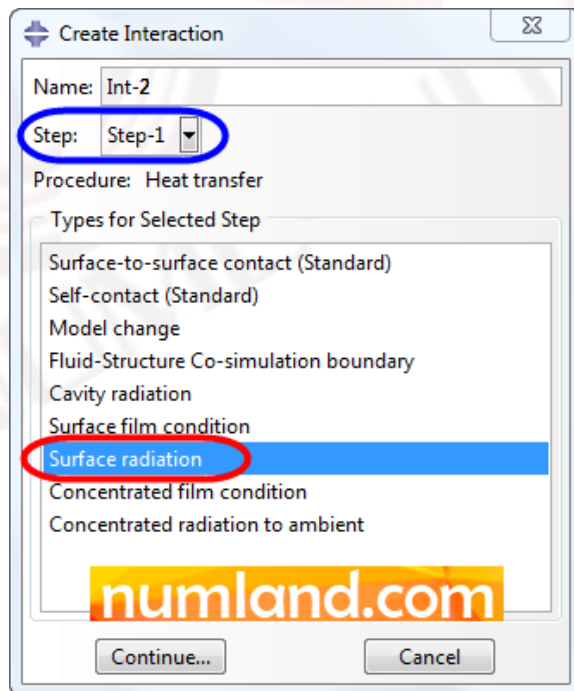 Create Interaction
Name: Int-2
Step: Step-1
Procedure: Heat transfer
Types for Selected Step
Surface-to-surface contact (Standard)
Self-contact (Standard)
Model change
Fluid-Structure Co-simulation boundary
Cavity radiation
Surface film condition
Surface radiation
Concentrated film condition
Concentrated radiation to ambient
numland.com
Continue... Cancel